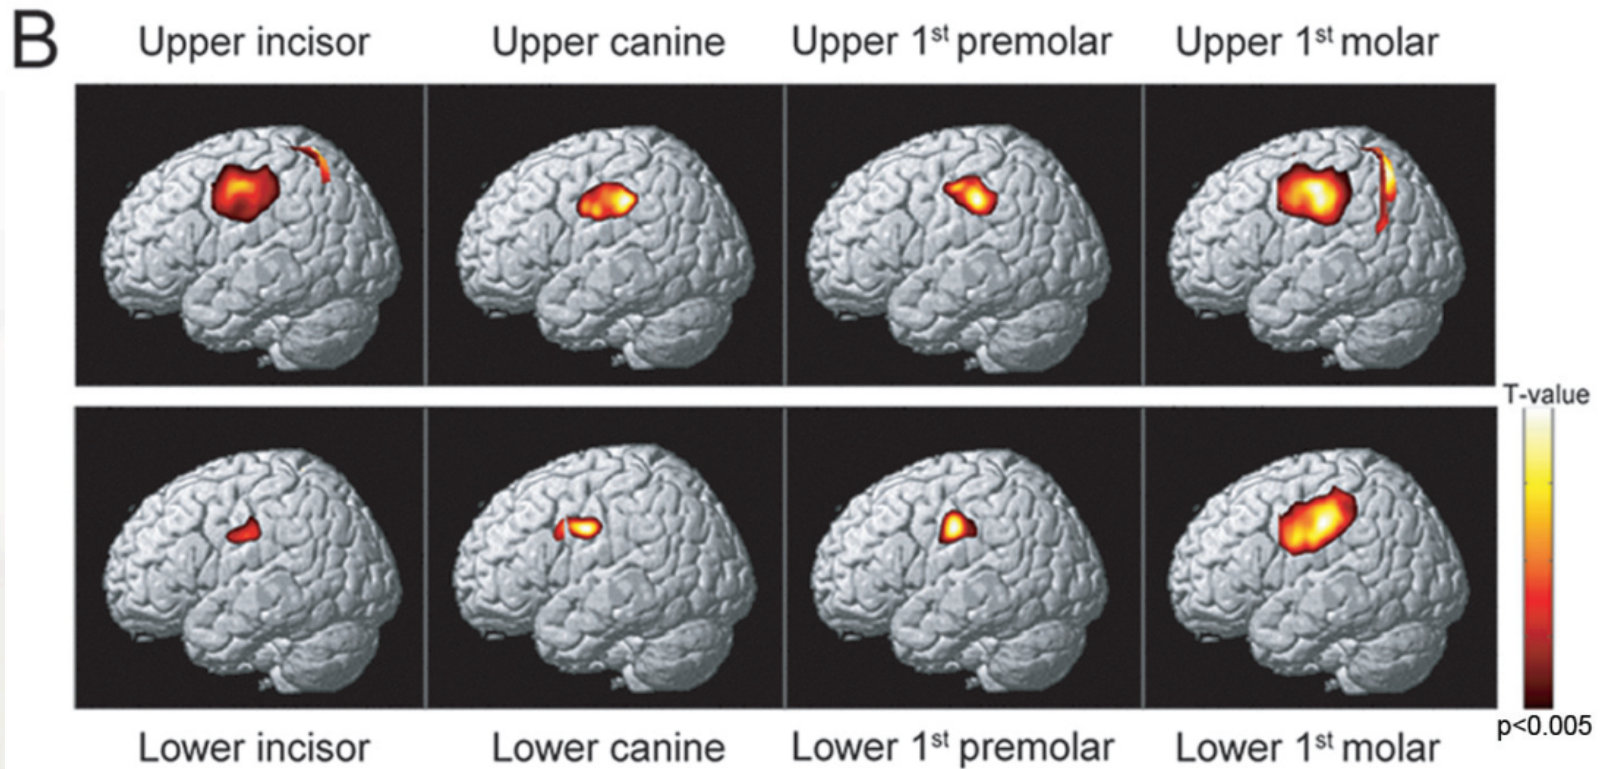 B
Upper incisor
Upper canine
Upper 1st premolar
Upper 1st molar
T-value
p<0.005
Lower incisor
Lower canine
Lower 1st premolar
Lower 1st molar